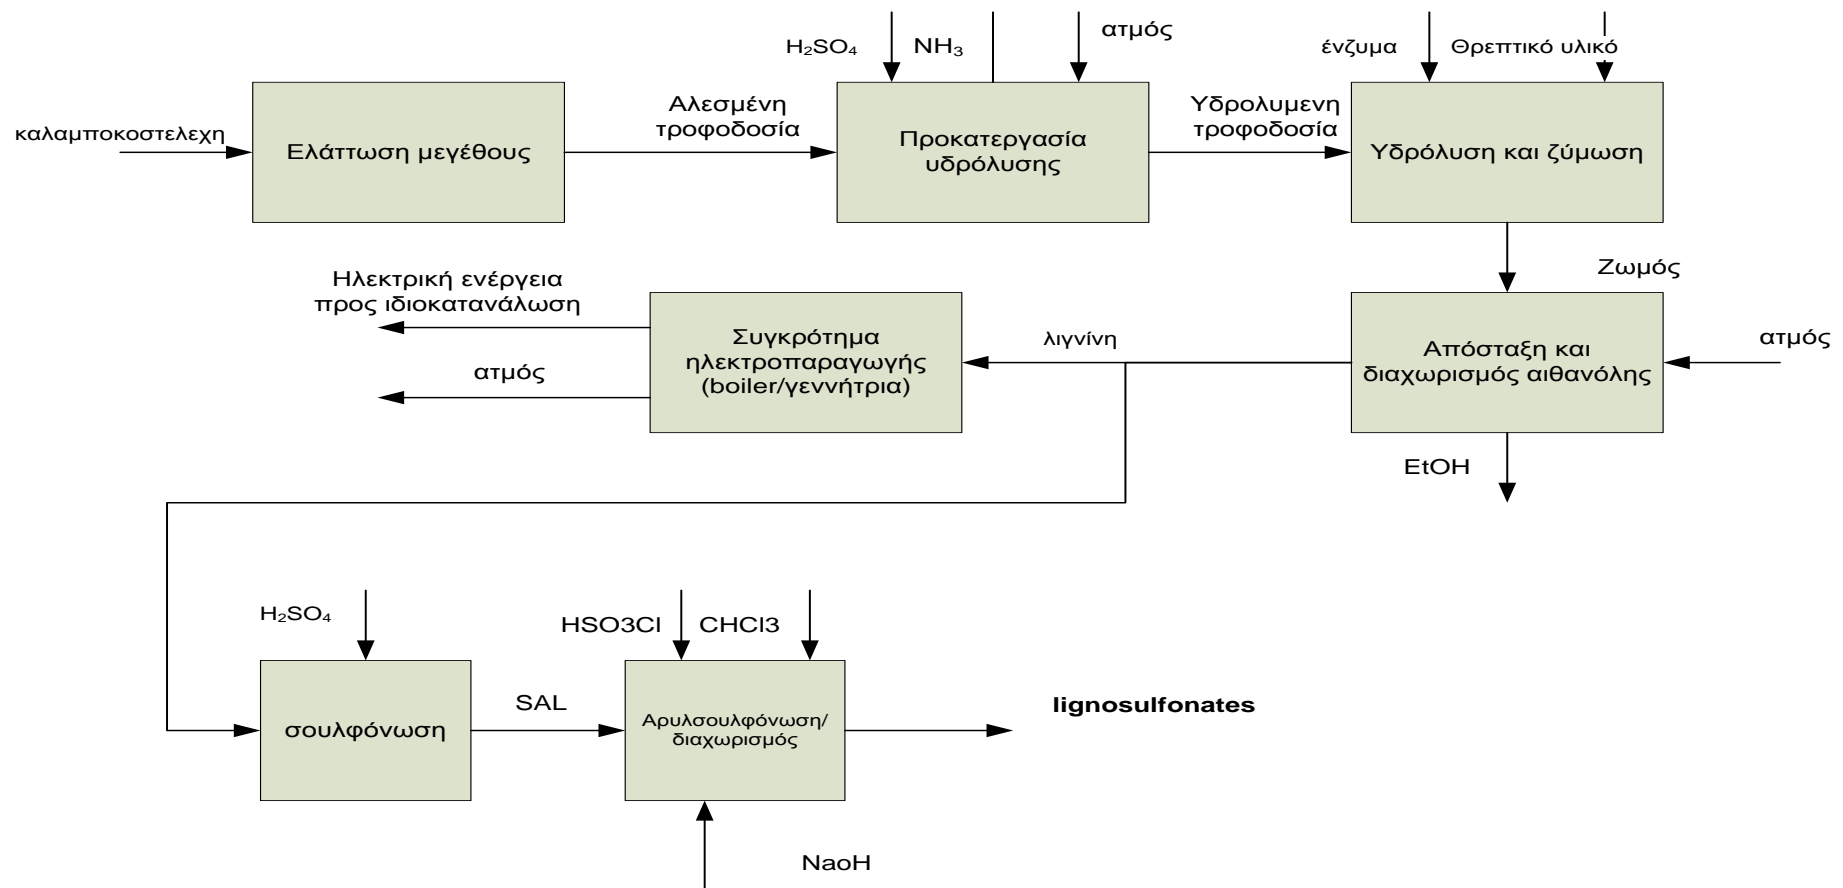 H₂SO₄
NH₃
ατμός
ένζυμα
Θρεπτικό υλικό
καλαμποκοστελεχη
Ελάττωση μεγέθους
Αλεσμένη
τροφοδοσία
Προκατεργασία
υδρόλυσης
Υδρολυμενη
τροφοδοσία
Υδρόλυση και ζύμωση
Ζωμός
Ηλεκτρική ενέργεια
προς ιδιοκατανάλωση
ατμός
Συγκρότημα
ηλεκτροπαραγωγής
(boiler/γεννήτρια)
λιγνίνη
Απόσταξη και
διαχωρισμός αιθανόλης
ατμός
EtOH
H₂SO₄
HSO3Cl
CHCl3
σουλφόνωση
SAL
Αρυλσουλφόνωση/
διαχωρισμός
lignosulfonates
NaoH